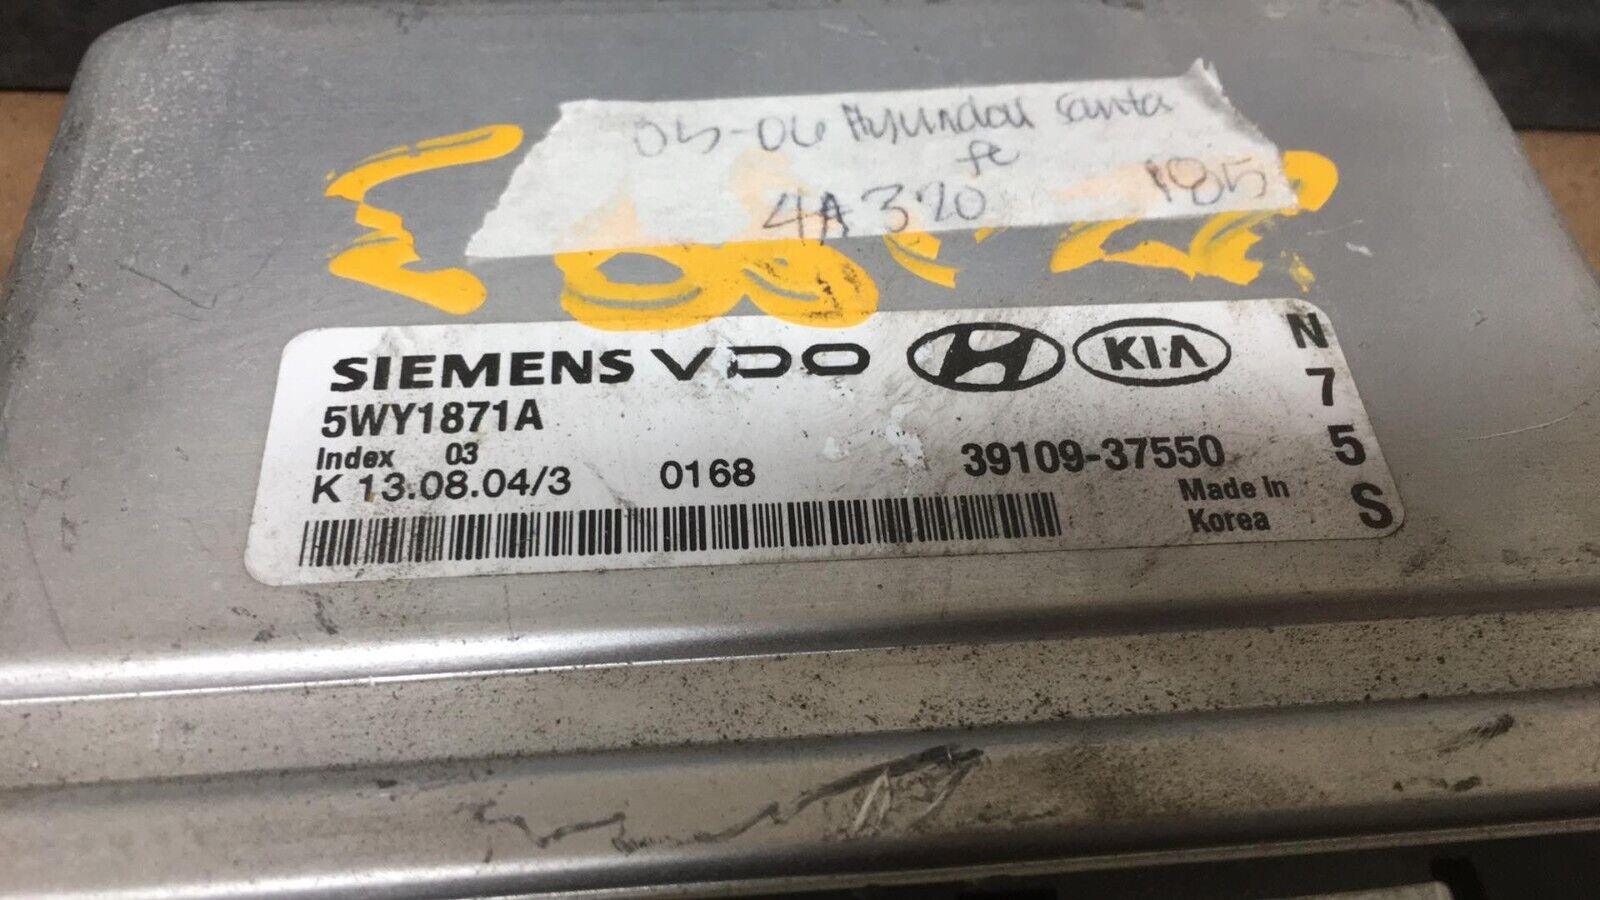 05-06 Hyundai Santa
fe
4A320 185
SIEMENS VDO KIA
5WY1871A
Index 03
K 13.08.04/3 0168
39109-37550
Made in
Korea
N
7
5
S